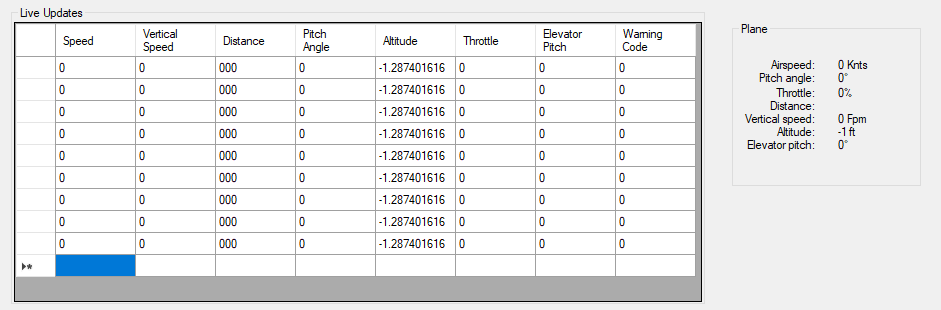 Live Updates
Speed Vertical Speed Distance Pitch Angle Altitude Throttle Elevator Pitch Warning Code
0 0 000 0 -1.287401616 0 0 0
0 0 000 0 -1.287401616 0 0 0
0 0 000 0 -1.287401616 0 0 0
0 0 000 0 -1.287401616 0 0 0
0 0 000 0 -1.287401616 0 0 0
0 0 000 0 -1.287401616 0 0 0
0 0 000 0 -1.287401616 0 0 0
0 0 000 0 -1.287401616 0 0 0
0 0 000 0 -1.287401616 0 0 0
Plane
Airspeed: 0 Knts
Pitch angle: 0°
Throttle: 0%
Distance:
Vertical speed: 0 Fpm
Altitude: -1 ft
Elevator pitch: 0°